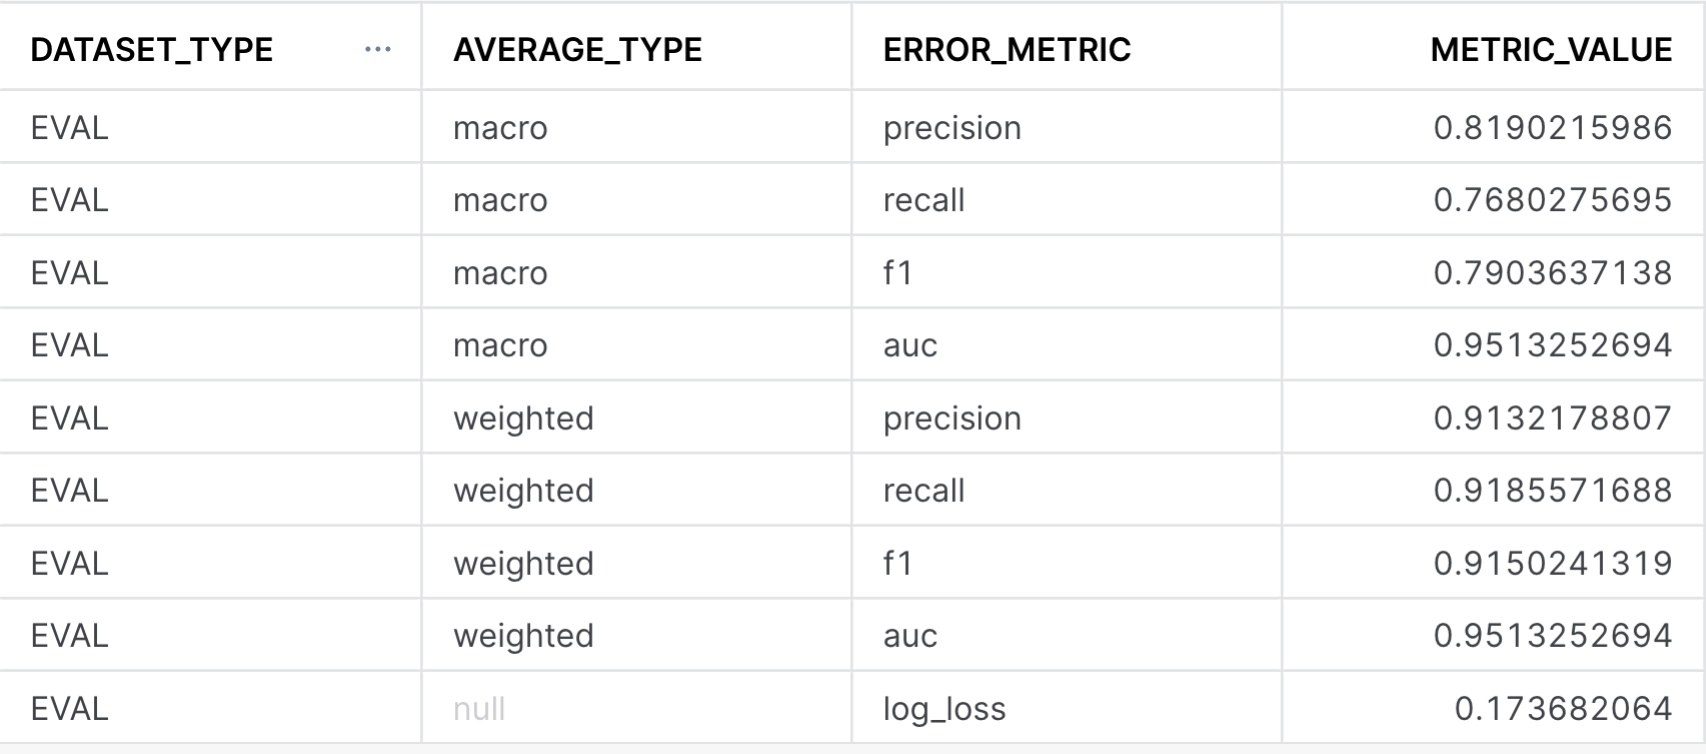 DATASET_TYPE ... AVERAGE_TYPE ERROR_METRIC METRIC_VALUE
EVAL macro precision 0.8190215986
EVAL macro recall 0.7680275695
EVAL macro f1 0.7903637138
EVAL macro auc 0.9513252694
EVAL weighted precision 0.9132178807
EVAL weighted recall 0.9185571688
EVAL weighted f1 0.9150241319
EVAL weighted auc 0.9513252694
EVAL null log_loss 0.173682064